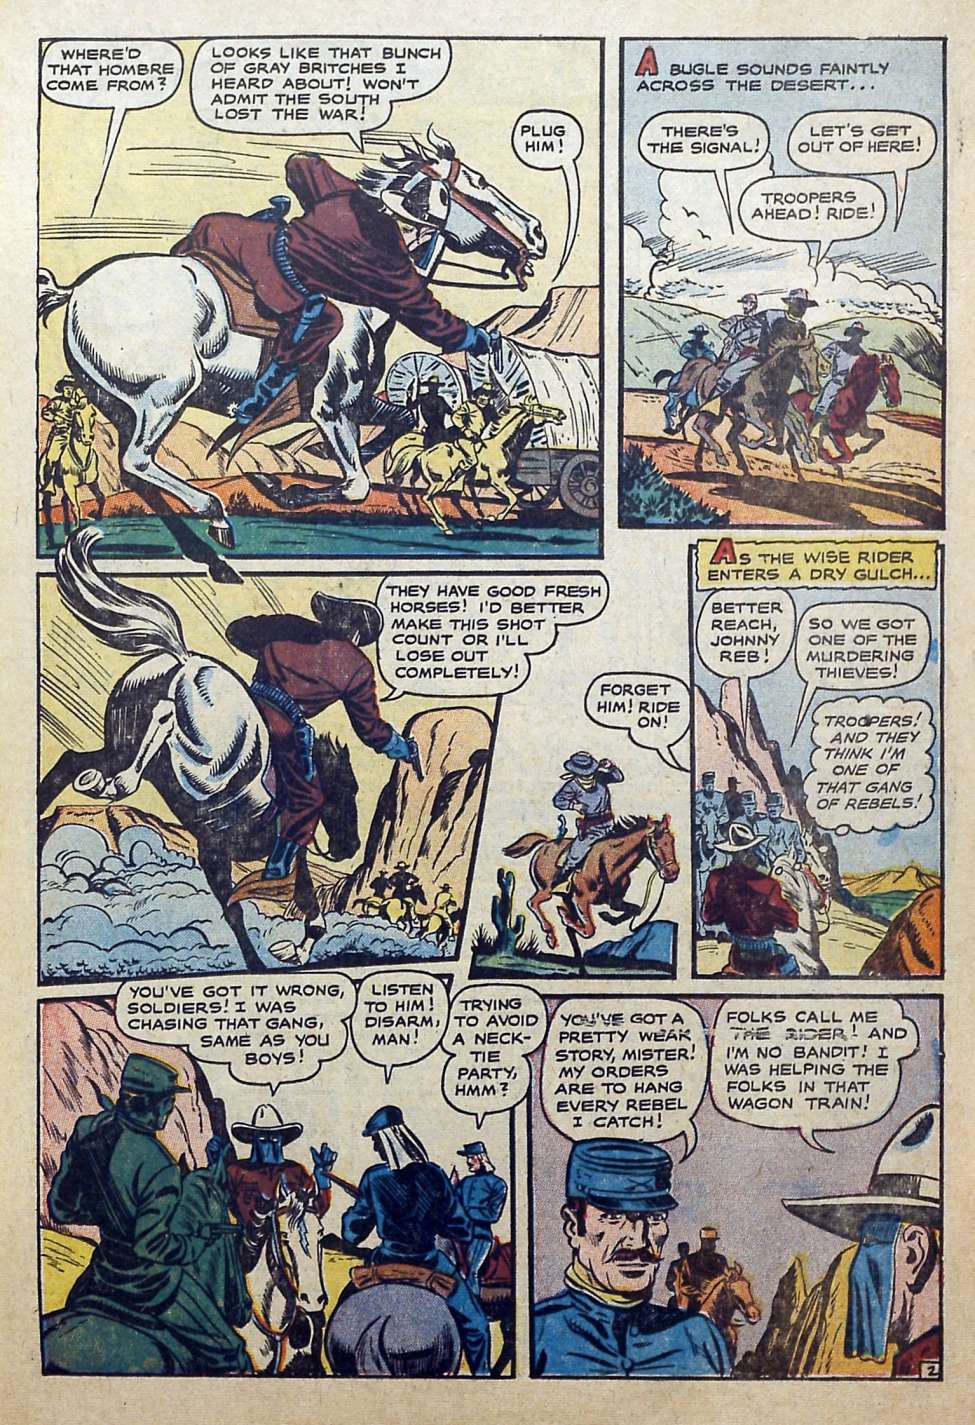 WHERE'D
THAT HOMBRE
COME FROM?
LOOKS LIKE THAT BUNCH
OF GRAY BRITCHES I
HEARD ABOUT! WON'T
ADMIT THE SOUTH
LOST THE WAR!
PLUG
HIM!
A BUGLE SOUNDS FAINTLY
ACROSS THE DESERT...
THERE'S
THE SIGNAL!
LET'S GET
OUT OF HERE!
TROOPERS
AHEAD! RIDE!
THEY HAVE GOOD FRESH
HORSES! I'D BETTER
MAKE THIS SHOT
COUNT OR I'LL
LOSE OUT
COMPLETELY!
FORGET
HIM! RIDE
ON!
AS THE WISE RIDER
ENTERS A DRY GULCH...
BETTER
REACH,
JOHNNY
REB!
SO WE GOT
ONE OF THE
MURDERING
THIEVES!
TROOPERS!
AND THEY
THINK I'M
ONE OF
THAT GANG
OF REBELS!
YOU'VE GOT IT WRONG,
SOLDIERS! I WAS
CHASING THAT GANG,
SAME AS YOU
BOYS!
LISTEN
TO HIM!
DISARM,
MAN!
TRYING
TO AVOID
A NECK-
TIE
PARTY,
HMM?
YOU'VE GOT A
PRETTY WEAK
STORY, MISTER!
MY ORDERS
ARE TO HANG
EVERY REBEL
I CATCH!
FOLKS CALL ME
THE RIDER! AND
I'M NO BANDIT! I
WAS HELPING THE
FOLKS IN THAT
WAGON TRAIN!
2